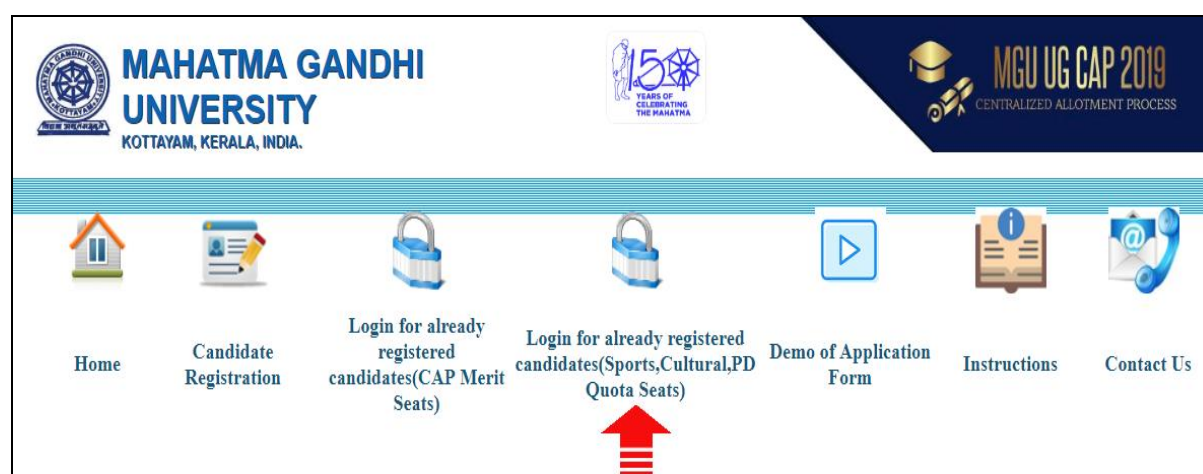 MAHATMA GANDHI
UNIVERSITY
KOTTAYAM, KERALA, INDIA.
150
YEARS OF
CELEBRATING
THE MAHATMA
MGU UG CAP 2019
CENTRALIZED ALLOTMENT PROCESS
Home
Candidate
Registration
Login for already
registered
candidates(CAP Merit
Seats)
Login for already registered
candidates(Sports,Cultural,PD
Quota Seats)
Demo of Application
Form
Instructions
Contact Us